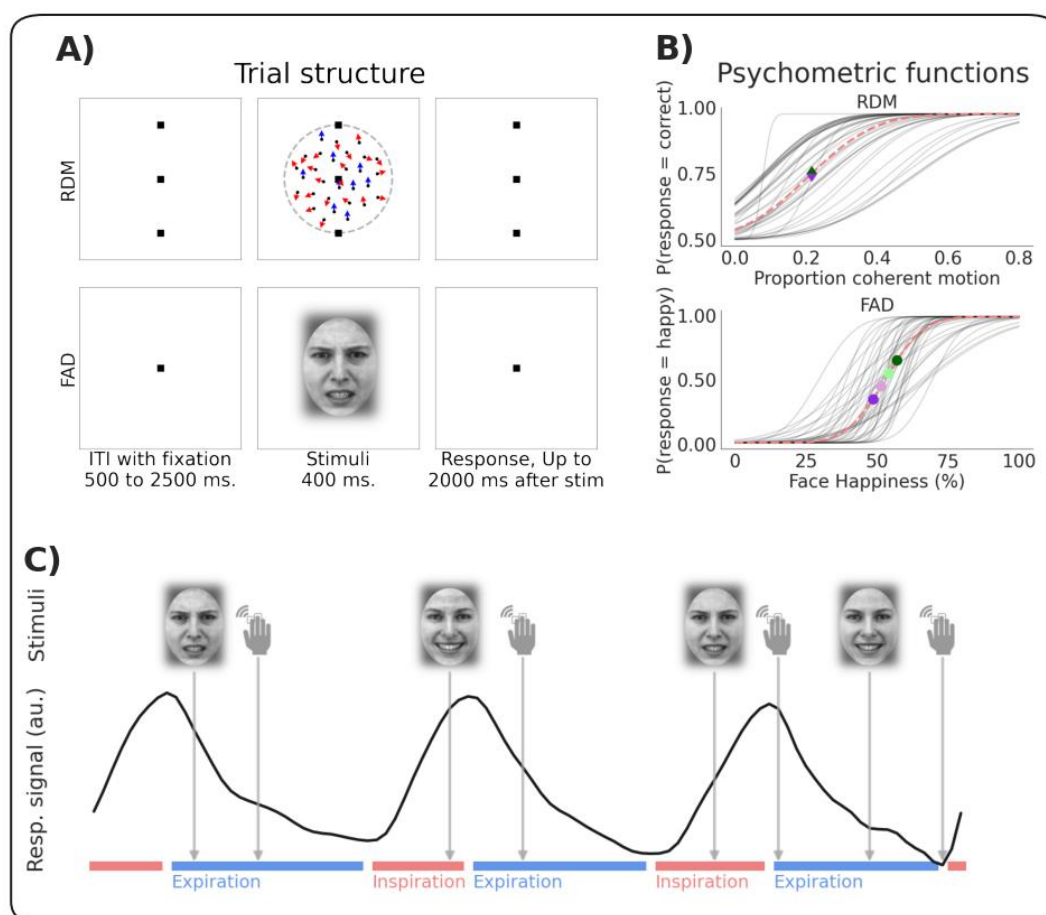 A)
Trial structure
RDM
FAD
ITI with fixation
500 to 2500 ms.
Stimuli
400 ms.
Response, Up to
2000 ms after stim
B)
Psychometric functions
RDM
P(response = correct)
1.00
0.75
0.50
0.0 0.2 0.4 0.6 0.8
Proportion coherent motion
FAD
P(response = happy)
1.00
0.50
0.00
0 25 50 75 100
Face Happiness (%)
C)
Stimuli
Resp. signal (au.)
Expiration
Inspiration
Expiration
Inspiration
Expiration